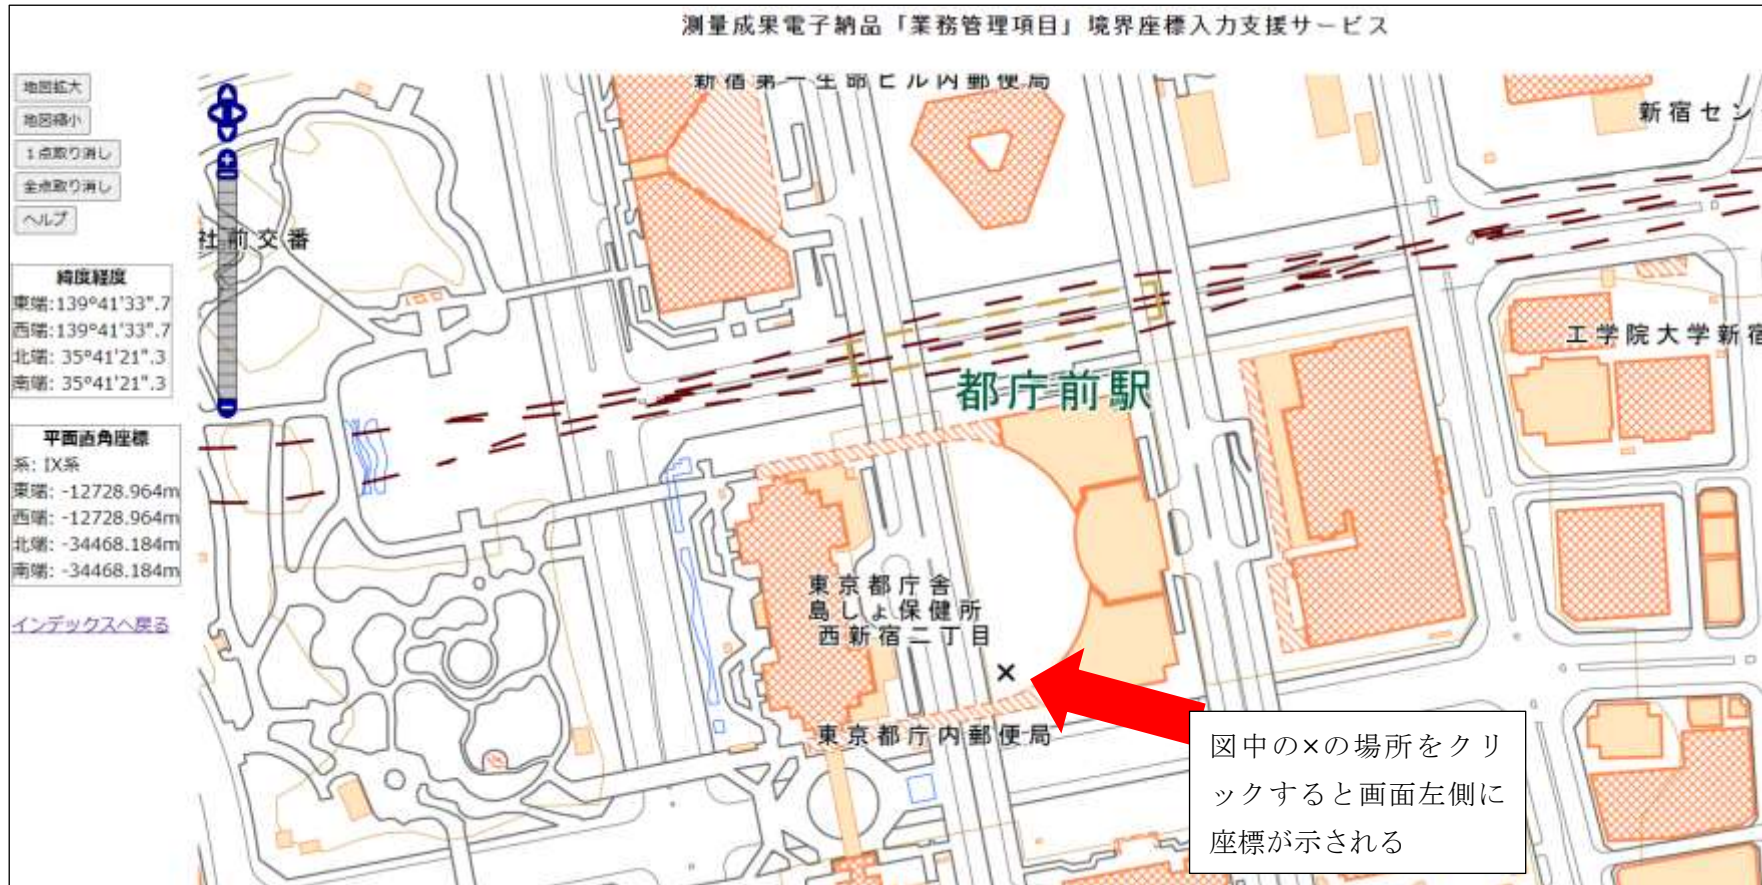 測量成果電子納品「業務管理項目」境界座標入力支援サービス
地図拡大
地図縮小
1点取り消し
全点取り消し
ヘルプ
緯度経度
東端:139°41'33".7
西端:139°41'33".7
北端: 35°41'21".3
南端: 35°41'21".3
平面直角座標
系: IX系
東端: -12728.964m
西端: -12728.964m
北端: -34468.184m
南端: -34468.184m
インデックスへ戻る
新宿第一生命ビル内郵便局
新宿セン
社前交番
工学院大学新宿
都庁前駅
東京都庁舎
島しょ保健所
西新宿二丁目
×
東京都庁内郵便局
図中の×の場所をクリ
ックすると画面左側に
座標が示される